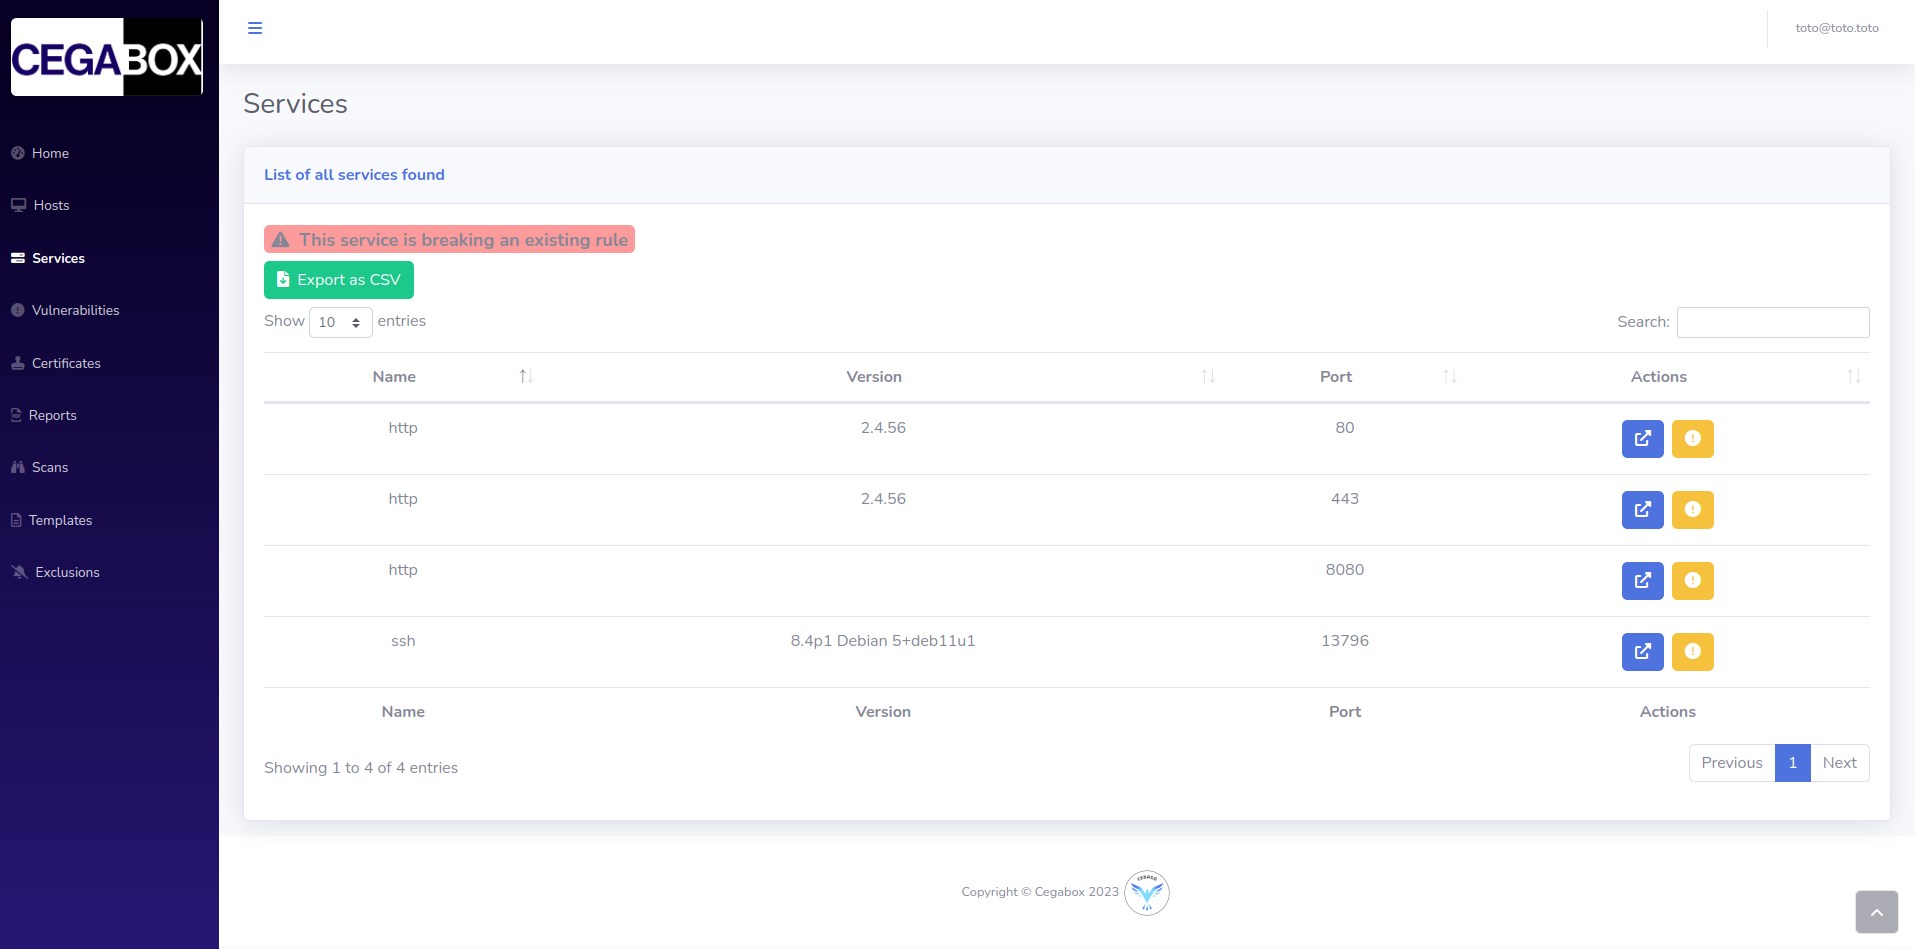 CEGABOX
toto@toto.toto
Home
Hosts
Services
Vulnerabilities
Certificates
Reports
Scans
Templates
Exclusions
Services
List of all services found
This service is breaking an existing rule
Export as CSV
Show 10 entries
Search:
Name Version Port Actions
http 2.4.56 80
http 2.4.56 443
http 8080
ssh 8.4p1 Debian 5+deb11u1 13796
Name Version Port Actions
Showing 1 to 4 of 4 entries
Previous 1 Next
Copyright © Cegabox 2023